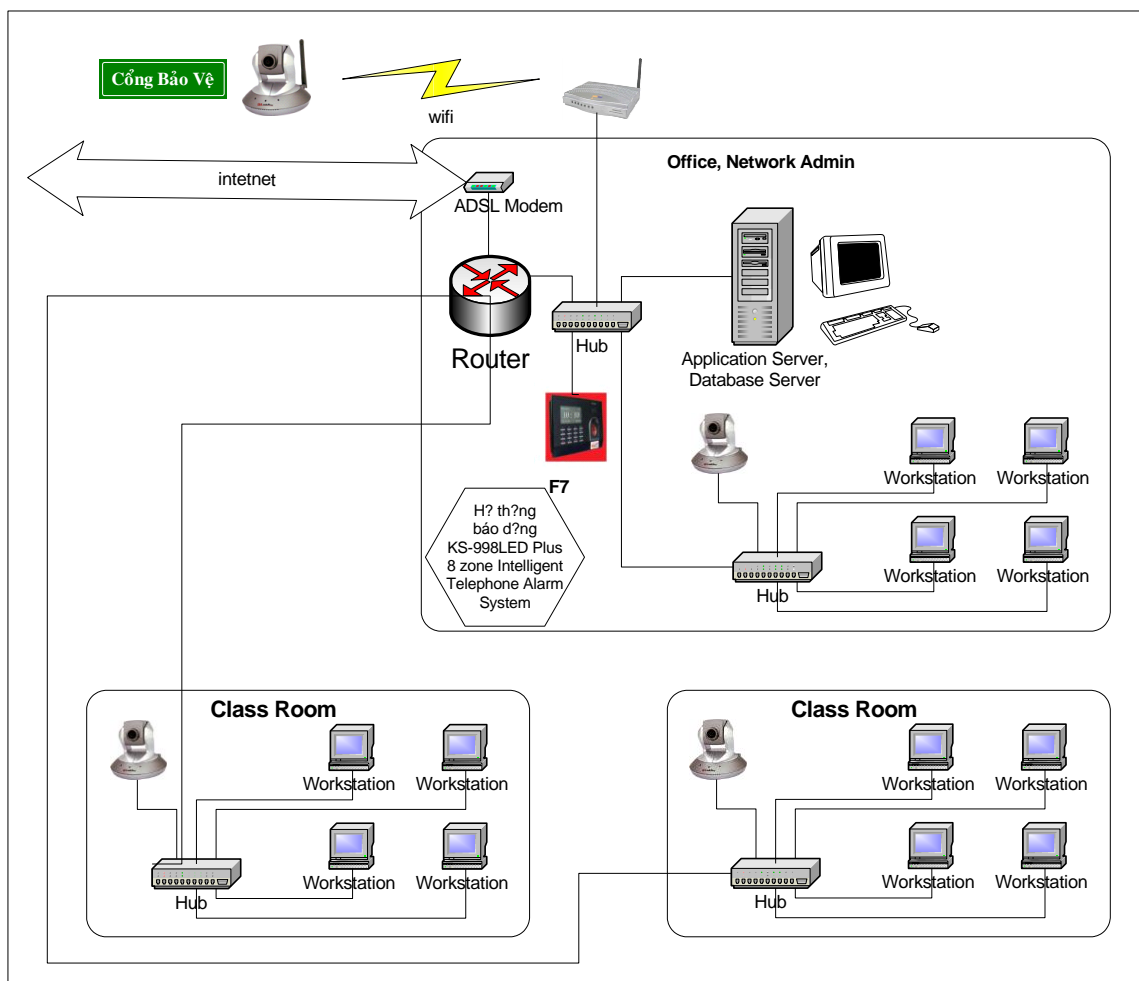 Cổng Bảo Vệ
wifi
Office, Network Admin
intetnet
ADSL Modem
Router
Hub
Application Server,
Database Server
F7
H? th?ng
báo d?ng
KS-998LED Plus
8 zone Intelligent
Telephone Alarm
System
Workstation
Workstation
Workstation
Workstation
Hub
Class Room
Workstation
Workstation
Workstation
Workstation
Hub
Class Room
Workstation
Workstation
Workstation
Workstation
Hub